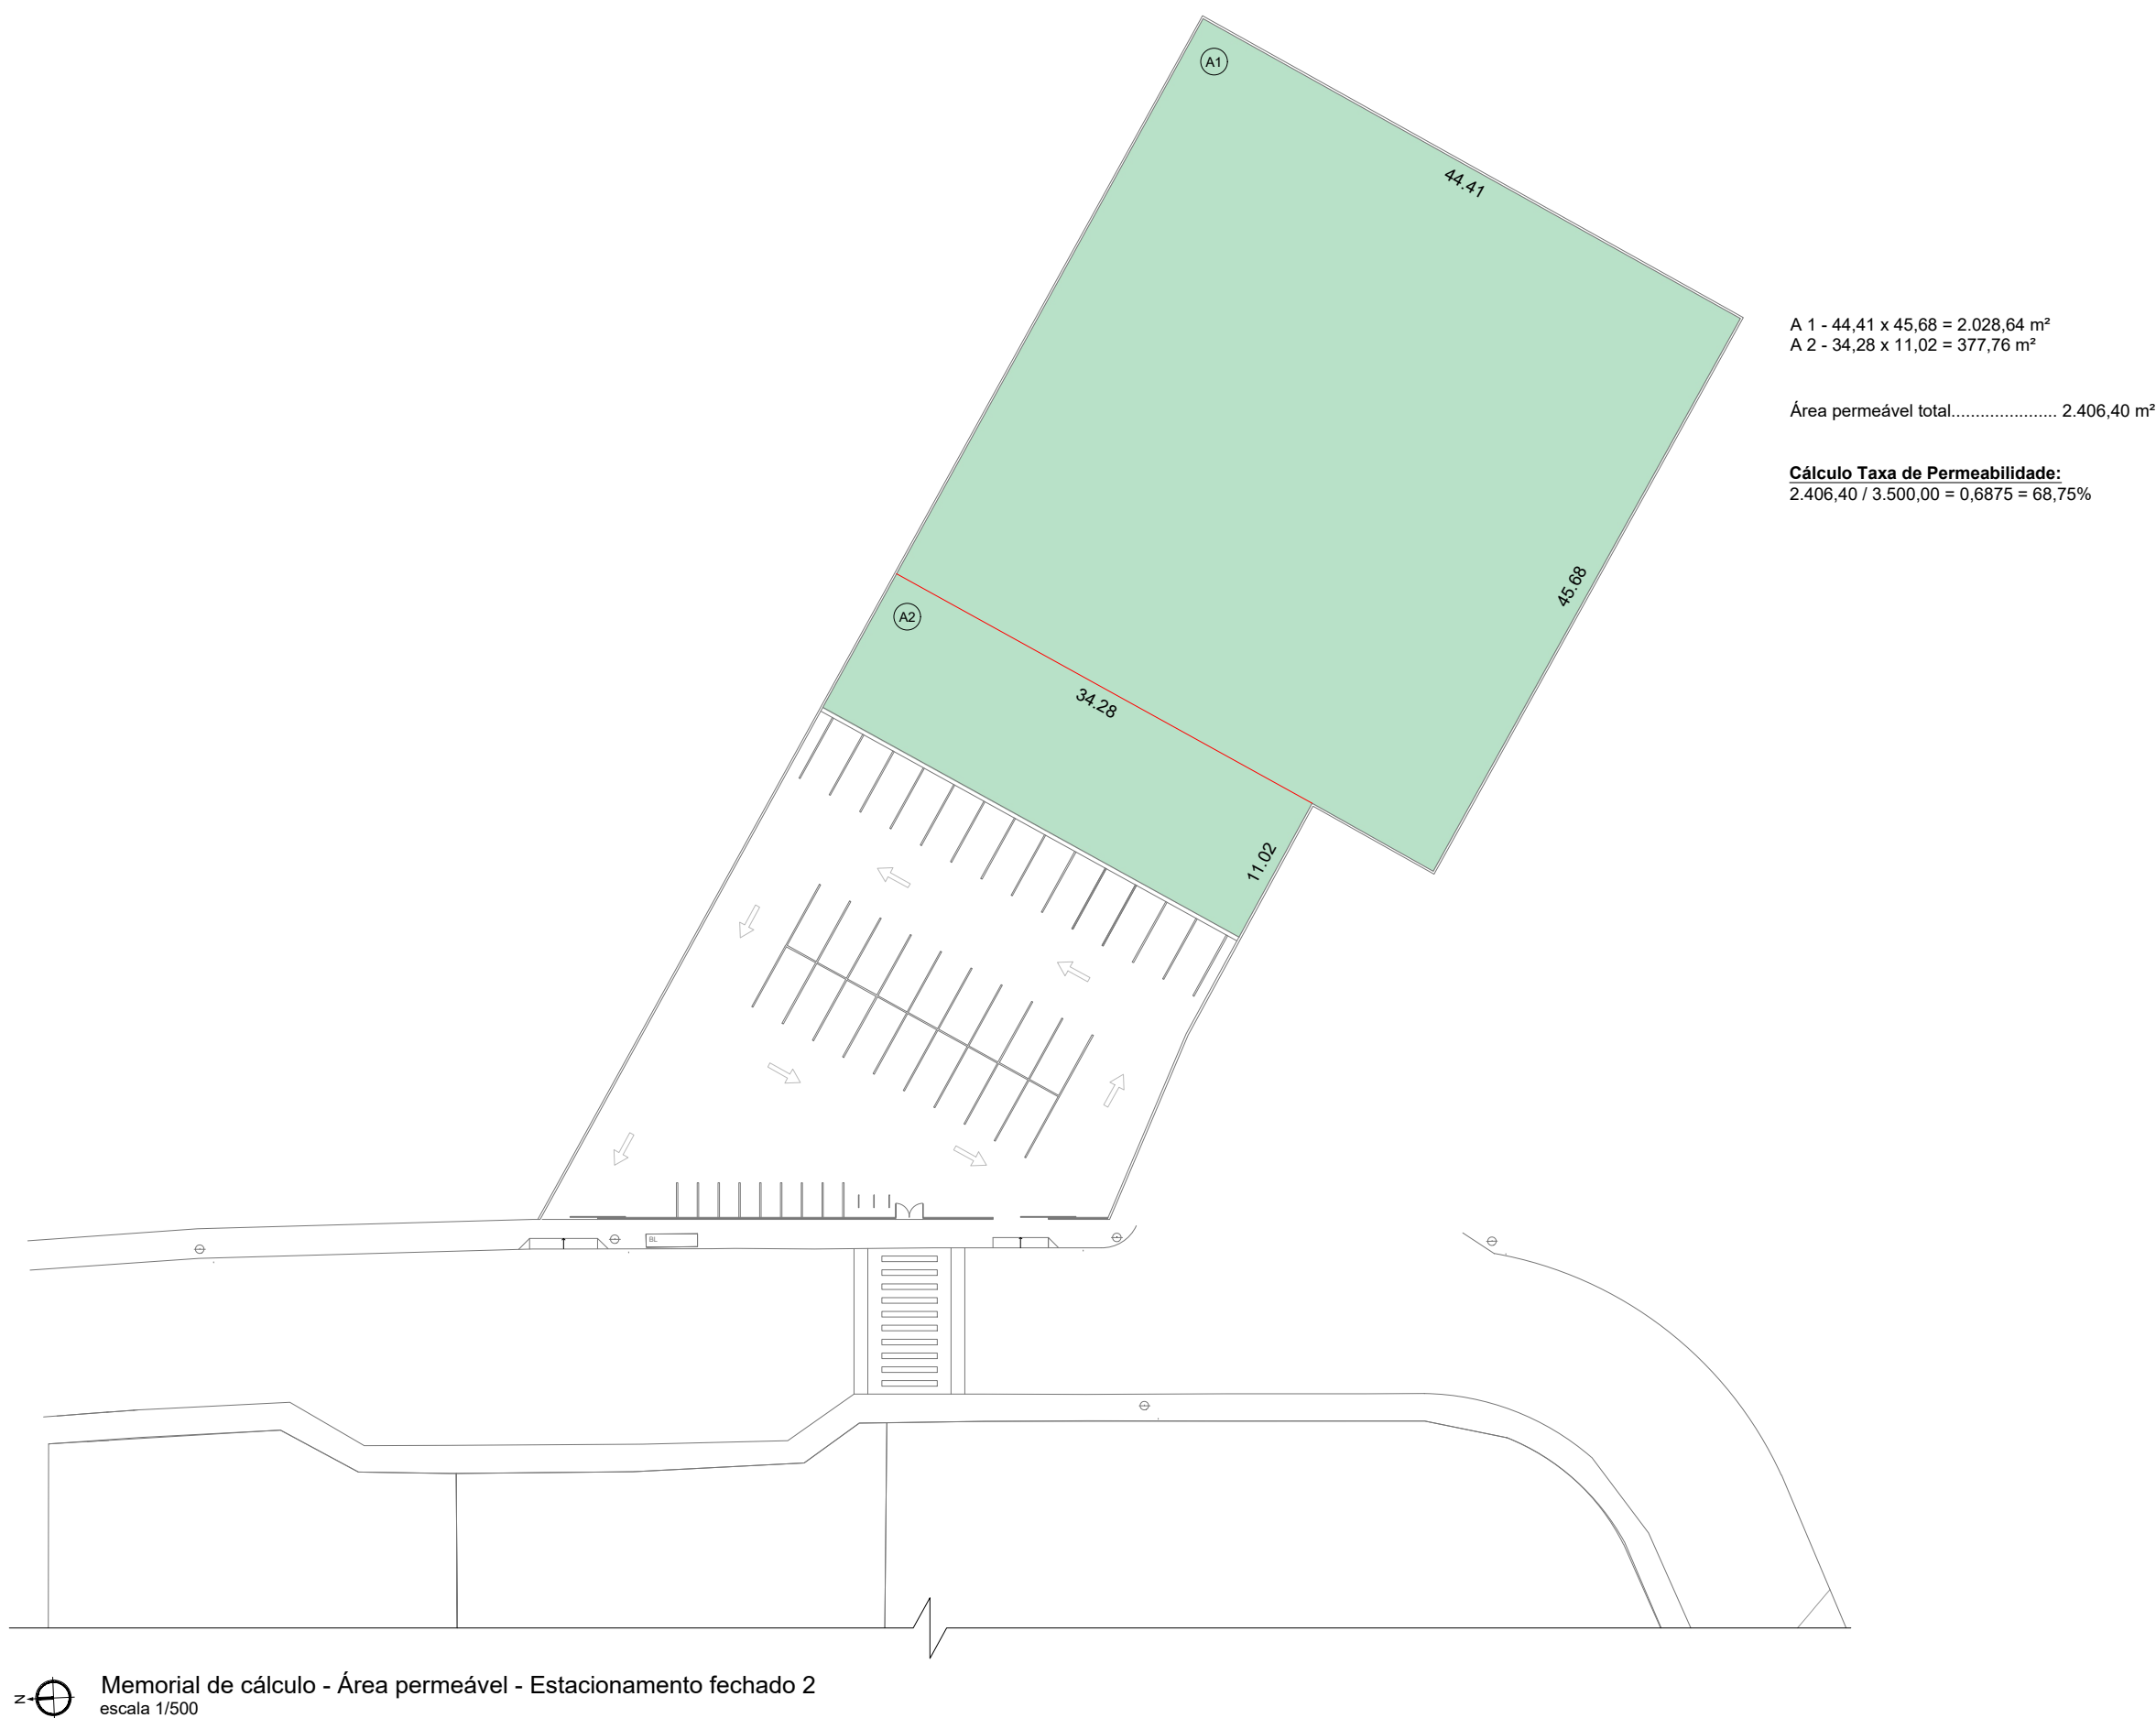 A1
44.41
A 1 - 44,41 x 45,68 = 2.028,64 m²
A 2 - 34,28 x 11,02 = 377,76 m²
Área permeável total...................... 2.406,40 m²
Cálculo Taxa de Permeabilidade:
2.406,40 / 3.500,00 = 0,6875 = 68,75%
45.68
A2
34.28
11.02
BL
N
Memorial de cálculo - Área permeável - Estacionamento fechado 2
escala 1/500